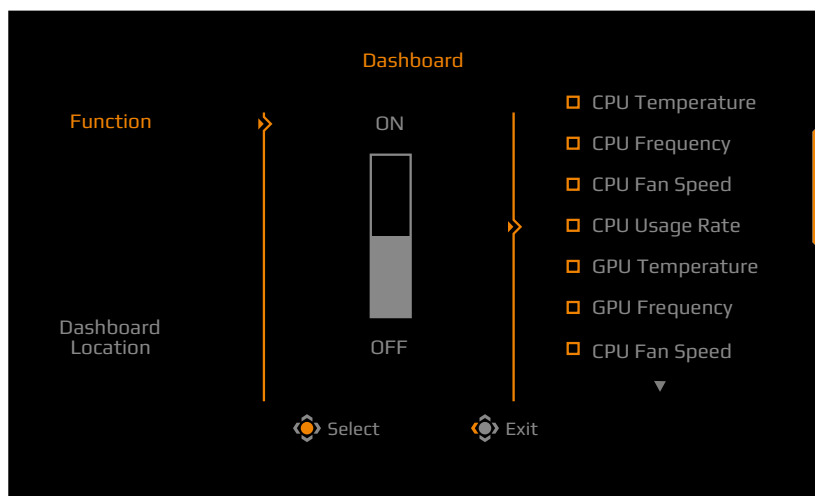 Dashboard
Function
ON
OFF
Dashboard
Location
CPU Temperature
CPU Frequency
CPU Fan Speed
CPU Usage Rate
GPU Temperature
GPU Frequency
CPU Fan Speed
Select
Exit